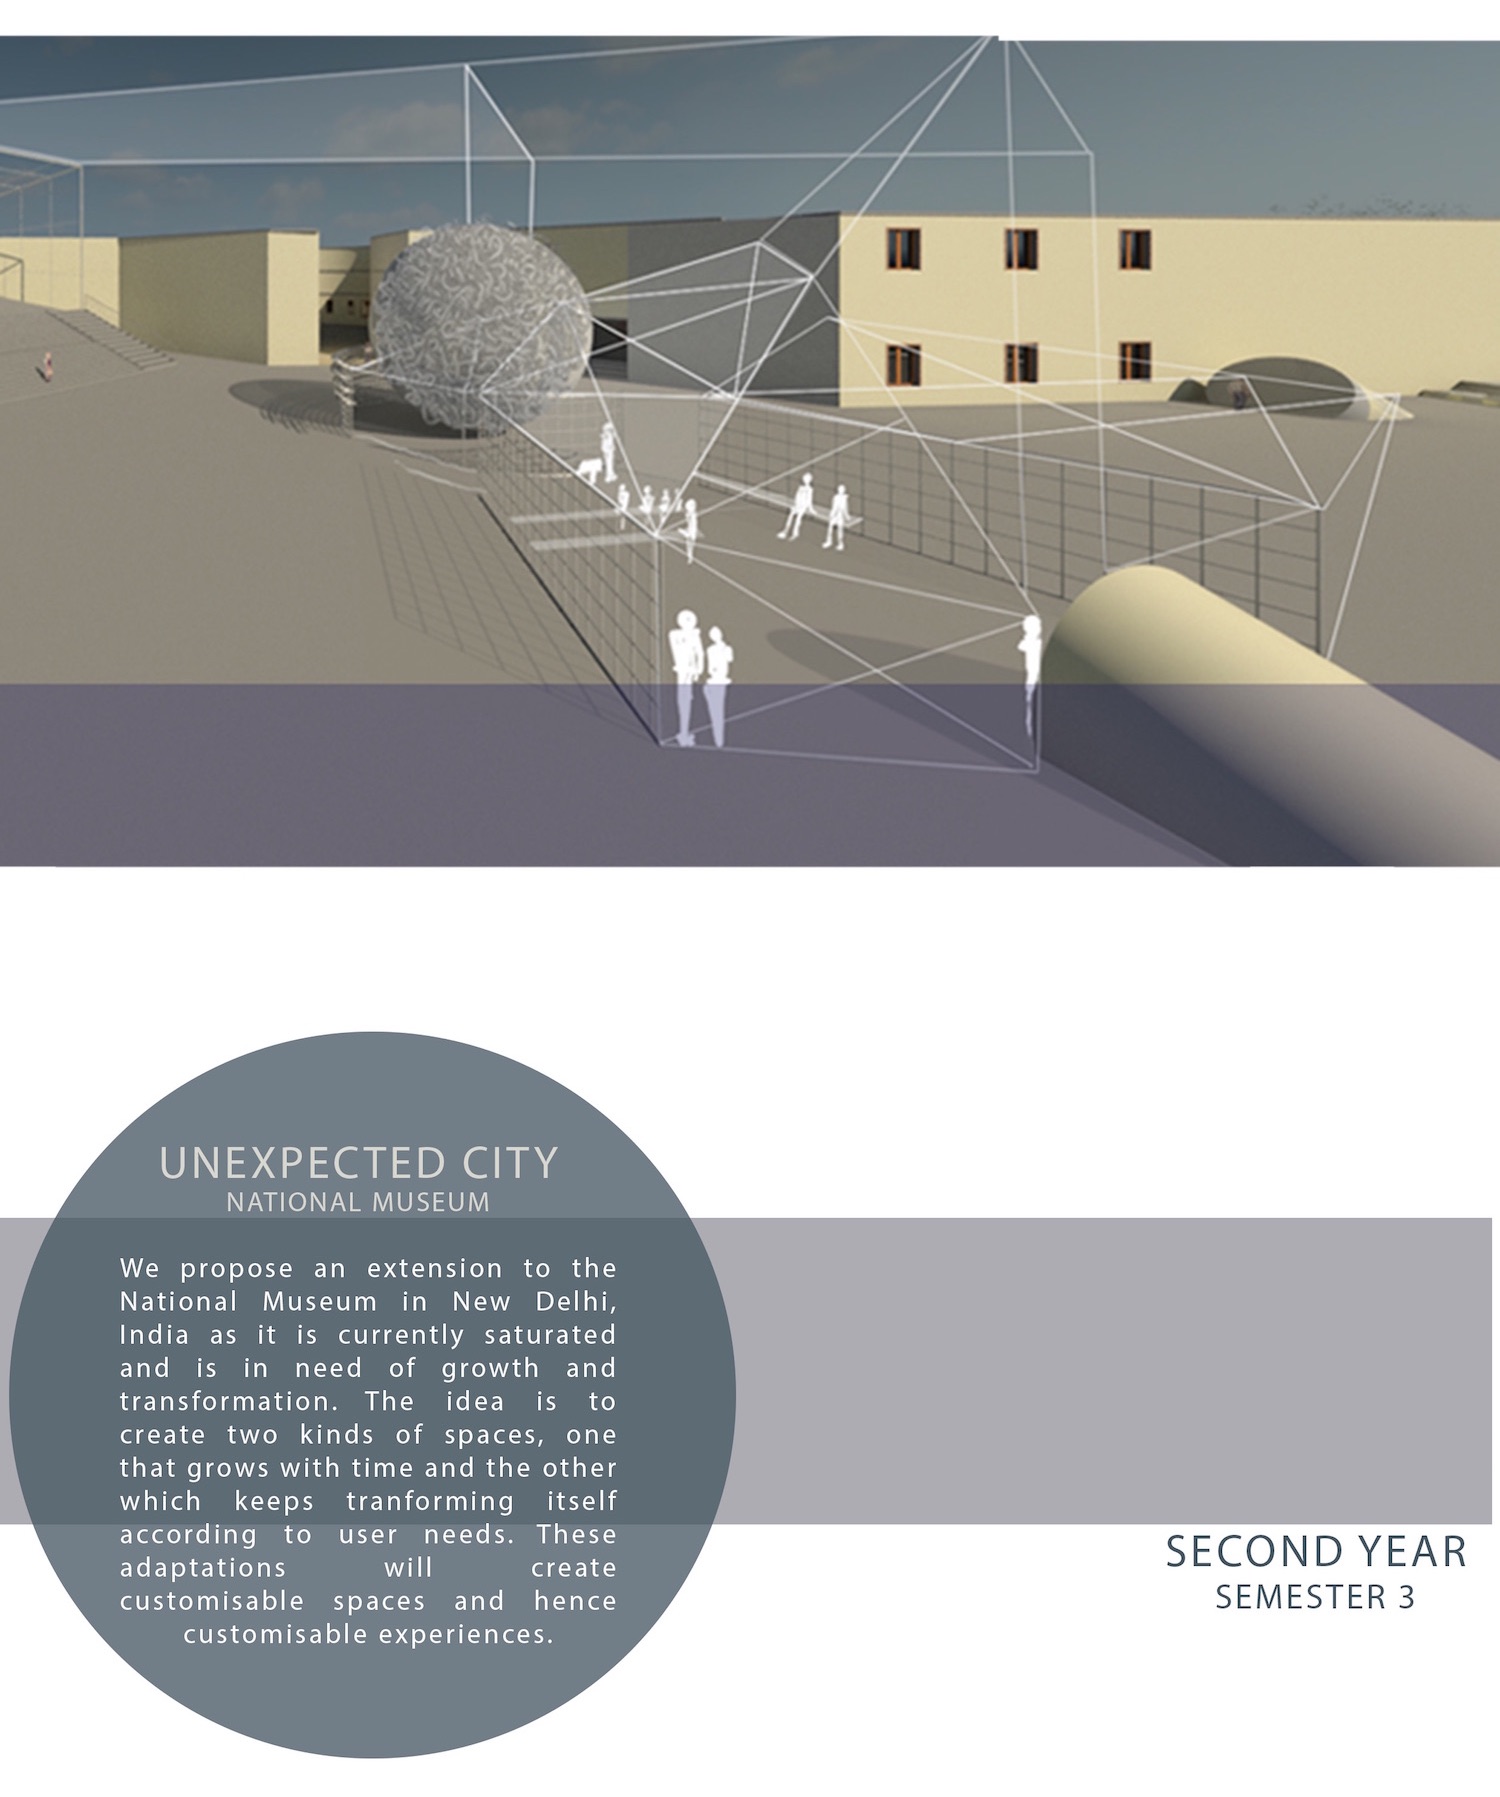 UNEXPECTED CITY
NATIONAL MUSEUM
We propose an extension to the
National Museum in New Delhi,
India as it is currently saturated
and is in need of growth and
transformation. The idea is to
create two kinds of spaces, one
that grows with time and the other
which keeps tranforming itself
according to user needs. These
adaptations will create
customisable spaces and hence
customisable experiences.
SECOND YEAR
SEMESTER 3